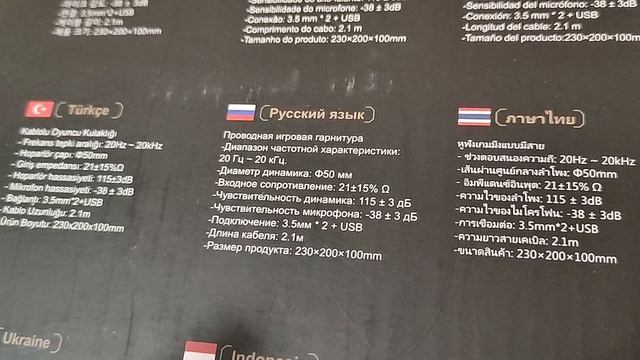 제품 크기: 230*200*100mm
-Sensibilidade do microfone: -38 ± 3dB
-Conexão: 3.5 mm * 2 + USB
-Comprimento do cabo: 2.1 m
-Tamanho do produto: 230×200×100mm
-Sensibilidad del micrófono: -38 ± 3dB
-Conexión: 3.5 mm * 2 + USB
-Longitud del cable: 2.1 m
-Tamaño del producto:230×200×100mm
Türkçe
Kablolu Oyuncu Kulaklığı
- Frekans tepki aralığı: 20Hz ~ 20kHz
- Hoparlör çapı: Φ50mm
- Giriş empedansı: 21±15%Ω
- Hoparlör hassasiyeti: 115±3dB
- Mikrofon hassasiyeti: -38 ± 3dB
- Bağlantı: 3.5mm*2+USB
- Kablo Uzunluğu: 2.1m
Ürün Boyutu: 230x200x100mm
Русский язык
Проводная игровая гарнитура
-Диапазон частотной характеристики:
20 Гц ~ 20 кГц.
-Диаметр динамика: Φ50 мм
-Входное сопротивление: 21±15% Ω
-Чувствительность динамика: 115 ± 3 дБ
-Чувствительность микрофона: -38 ± 3 дБ
-Подключение: 3.5мм * 2 + USB
-Длина кабеля: 2.1м
-Размер продукта: 230×200×100mm
ภาษาไทย
หูฟังเกมมิ่งแบบมีสาย
- ช่วงตอบสนองความถี่: 20Hz ~ 20kHz
- เส้นผ่านศูนย์กลางลำโพง: Φ50mm
- อิมพีแดนซ์อินพุต: 21±15% Ω
-ความไวของลำโพง: 115 ± 3dB
-ความไวของไมโครโฟน: -38 ± 3dB
-การเชื่อมต่อ: 3.5mm*2+USB
-ความยาวสายเคเบิล: 2.1m
-ขนาดสินค้า: 230×200×100mm
Ukraine
Indonesia